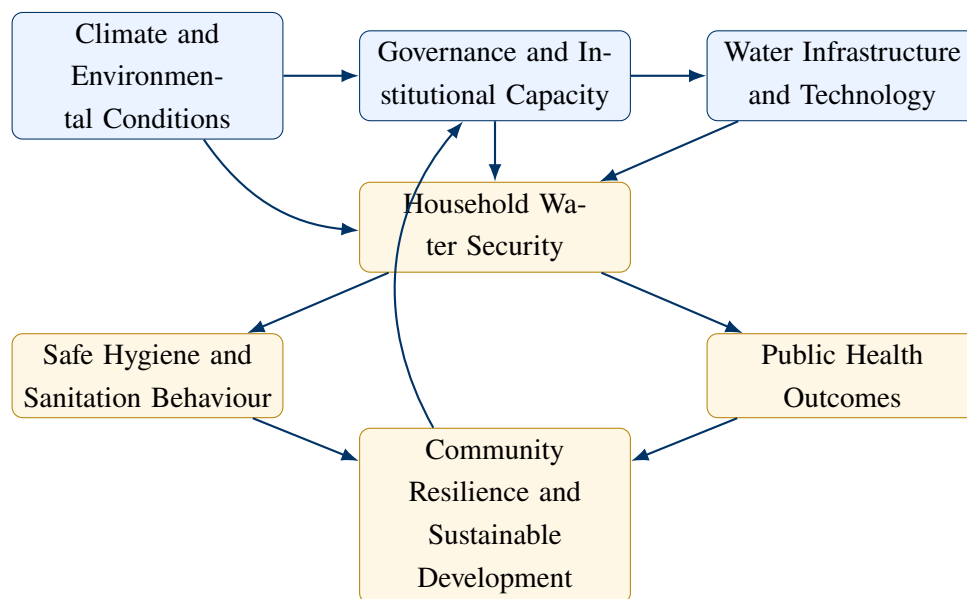 Climate and
Environmen-
tal Conditions
Governance and In-
stitutional Capacity
Water Infrastructure
and Technology
Household Wa-
ter Security
Safe Hygiene and
Sanitation Behaviour
Public Health
Outcomes
Community
Resilience and
Sustainable
Development